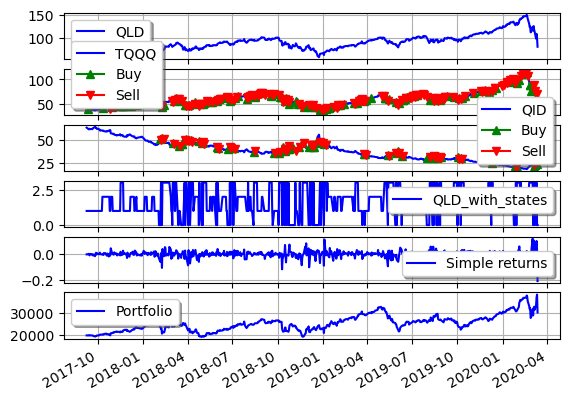 150
100
QLD
TQQQ
Buy
Sell
100
50
QID
Buy
Sell
50
25
2.5
0.0
QLD_with_states
0.0
−0.2
Simple returns
30000
20000
Portfolio
2017-10
2018-01
2018-04
2018-07
2018-10
2019-01
2019-04
2019-07
2019-10
2020-01
2020-04